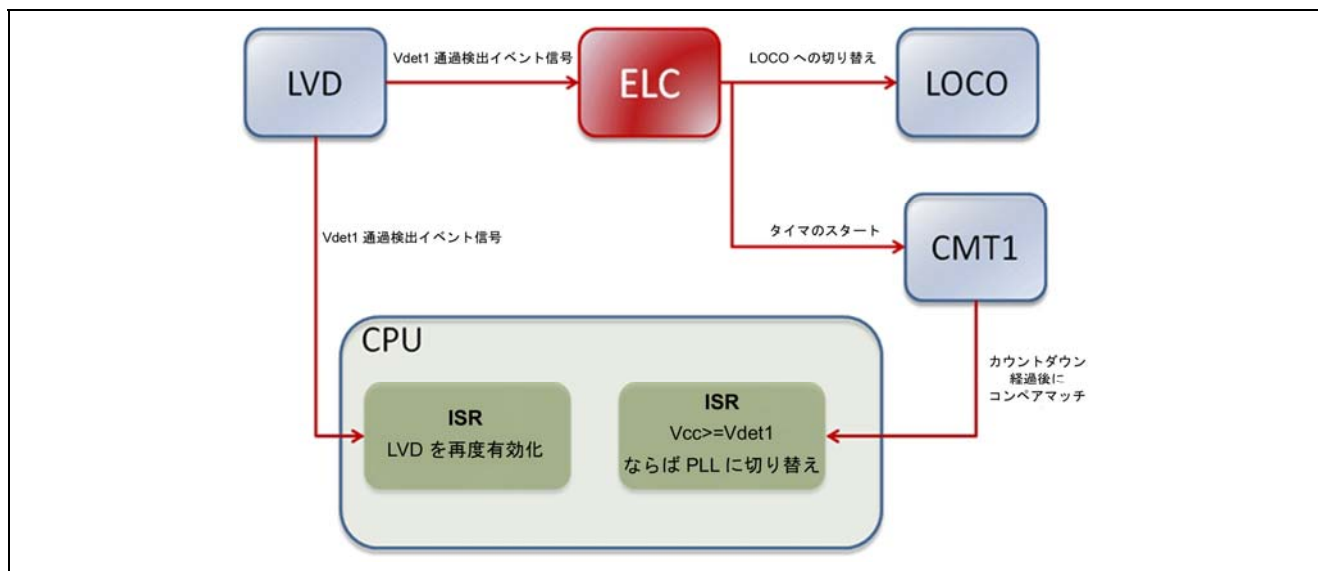 LVD
Vdet1 通過検出イベント信号
ELC
LOCO への切り替え
LOCO
Vdet1 通過検出イベント信号
タイマのスタート
CMT1
CPU
カウントダウン
経過後に
コンペアマッチ
ISR
LVD を再度有効化
ISR
Vcc>=Vdet1
ならば PLL に切り替え